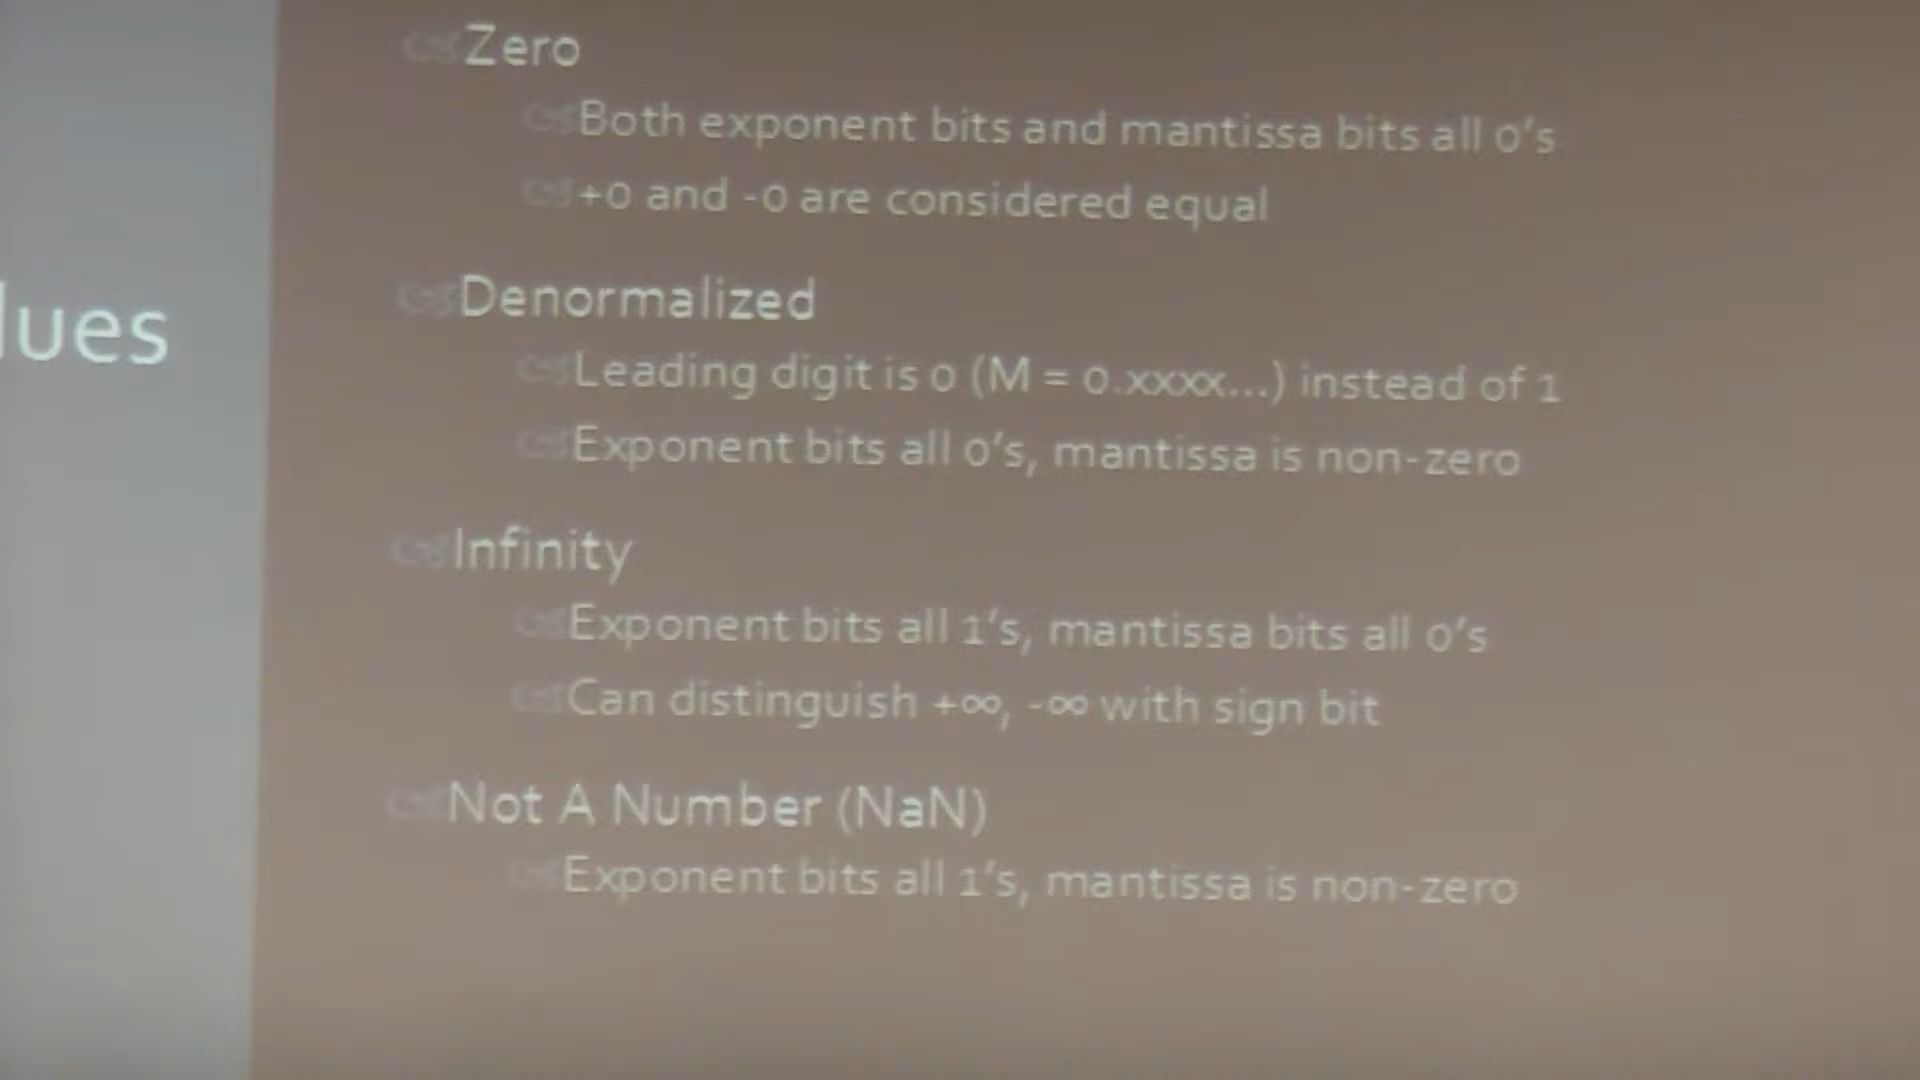 lues
Zero
Both exponent bits and mantissa bits all 0's
+0 and -0 are considered equal
Denormalized
Leading digit is 0 (M = 0.xxxx...) instead of 1
Exponent bits all 0's, mantissa is non-zero
Infinity
Exponent bits all 1's, mantissa bits all 0's
Can distinguish +∞, -∞ with sign bit
Not A Number (NaN)
Exponent bits all 1's, mantissa is non-zero